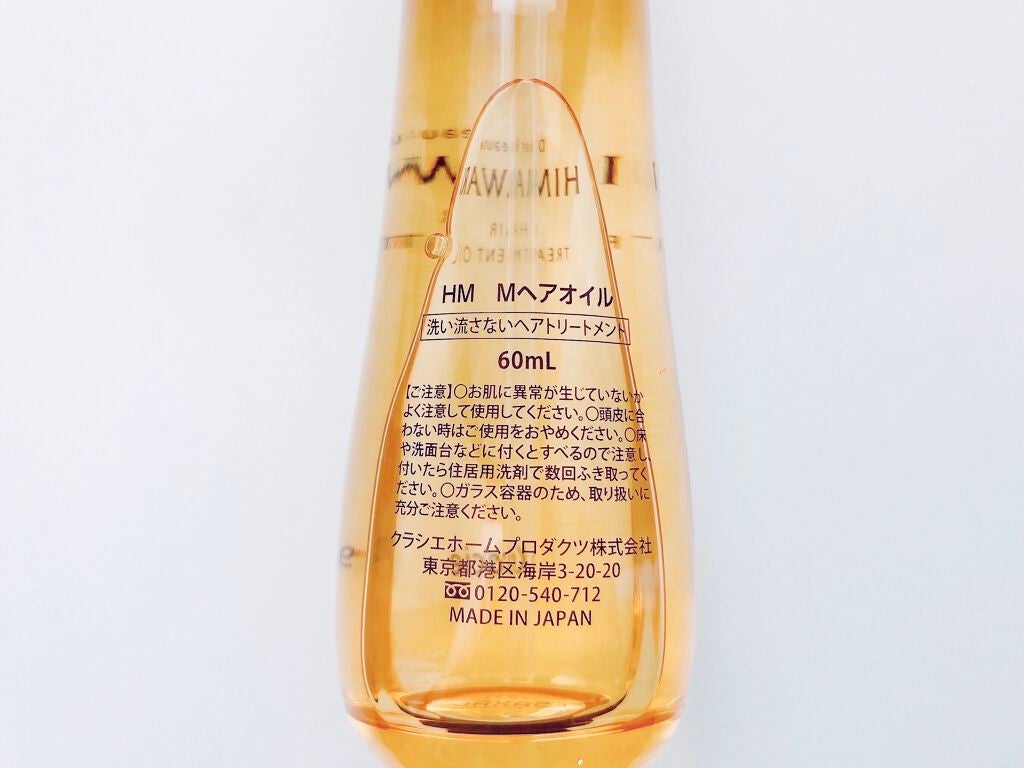 HIMAWARI
HAIR
TREATMENT OIL
HM Mヘアオイル
洗い流さないヘアトリートメント
60mL
【ご注意】〇お肌に異常が生じていないか
よく注意して使用してください。〇頭皮に合
わない時はご使用をおやめください。〇床
や洗面台などに付くとすべるので注意し、
付いたら住居用洗剤で数回ふき取ってく
ださい。〇ガラス容器のため、取り扱いに
充分ご注意ください。
クラシエホームプロダクツ株式会社
東京都港区海岸3-20-20
0120-540-712
MADE IN JAPAN